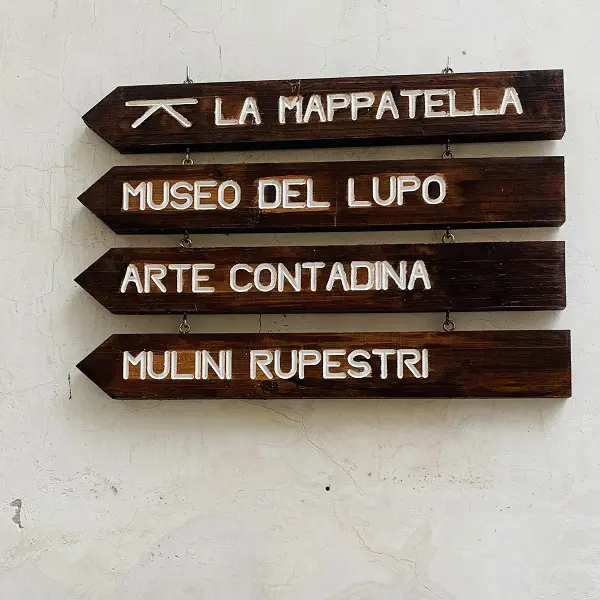 LA MAPPATELLA
MUSEO DEL LUPO
ARTE CONTADINA
MULINI RUPESTRI